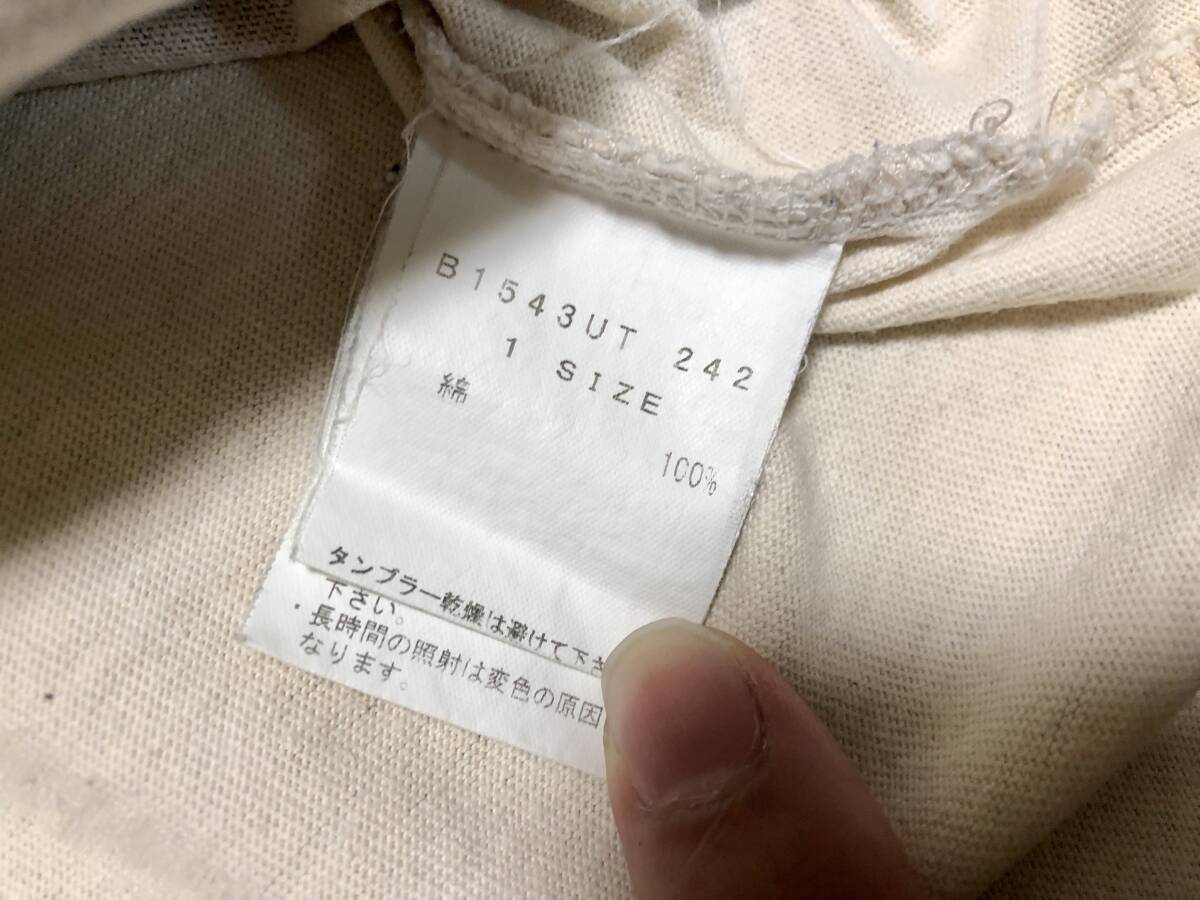 B1543UT 242
1 SIZE
綿
100%
タンブラー乾燥は避けて下さ
下さい。
・長時間の照射は変色の原因
なります。